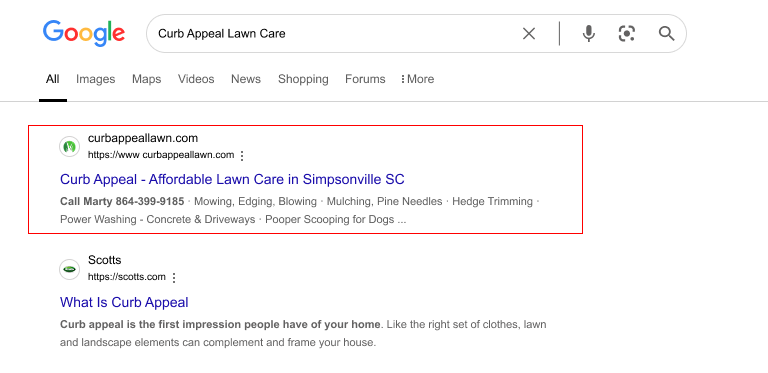 Google
Curb Appeal Lawn Care
All Images Maps Videos News Shopping Forums More
curbappeallawn.com
https://www curbappeallawn.com
Curb Appeal - Affordable Lawn Care in Simpsonville SC
Call Marty 864-399-9185 · Mowing, Edging, Blowing · Mulching, Pine Needles · Hedge Trimming ·
Power Washing - Concrete & Driveways · Pooper Scooping for Dogs ...
Scotts
https://scotts.com
What Is Curb Appeal
Curb appeal is the first impression people have of your home. Like the right set of clothes, lawn
and landscape elements can complement and frame your house.